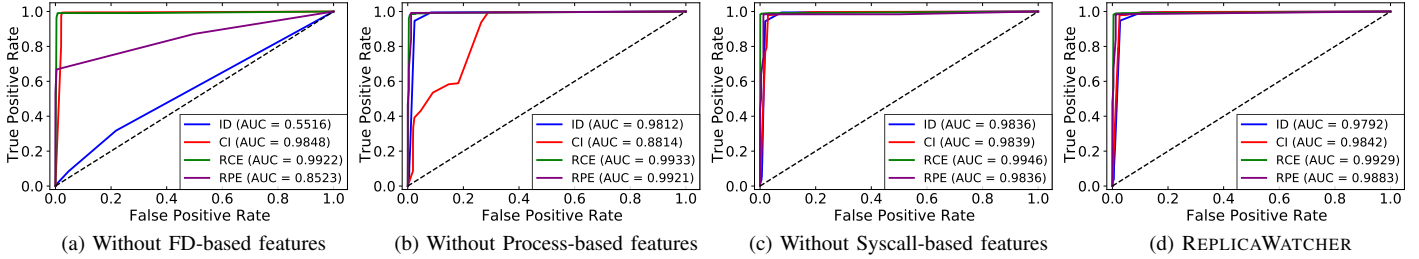 True Positive Rate
1.0
0.8
0.6
0.4
0.2
0.0
ID (AUC = 0.5516)
CI (AUC = 0.9848)
RCE (AUC = 0.9922)
RPE (AUC = 0.8523)
0.0 0.2 0.4 0.6 0.8 1.0
False Positive Rate
(a) Without FD-based features
True Positive Rate
1.0
0.8
0.6
0.4
0.2
0.0
ID (AUC = 0.9812)
CI (AUC = 0.8814)
RCE (AUC = 0.9933)
RPE (AUC = 0.9921)
0.0 0.2 0.4 0.6 0.8 1.0
False Positive Rate
(b) Without Process-based features
True Positive Rate
1.0
0.8
0.6
0.4
0.2
0.0
ID (AUC = 0.9836)
CI (AUC = 0.9839)
RCE (AUC = 0.9946)
RPE (AUC = 0.9836)
0.0 0.2 0.4 0.6 0.8 1.0
False Positive Rate
(c) Without Syscall-based features
True Positive Rate
1.0
0.8
0.6
0.4
0.2
0.0
ID (AUC = 0.9792)
CI (AUC = 0.9842)
RCE (AUC = 0.9929)
RPE (AUC = 0.9883)
0.0 0.2 0.4 0.6 0.8 1.0
False Positive Rate
(d) REPLICAWATCHER